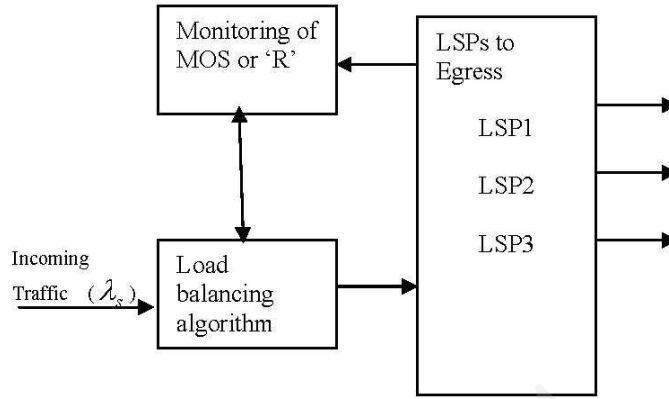 Monitoring of
MOS or ‘R’
LSPs to
Egress
LSP1
LSP2
LSP3
Incoming
Traffic (λs)
Load
balancing
algorithm